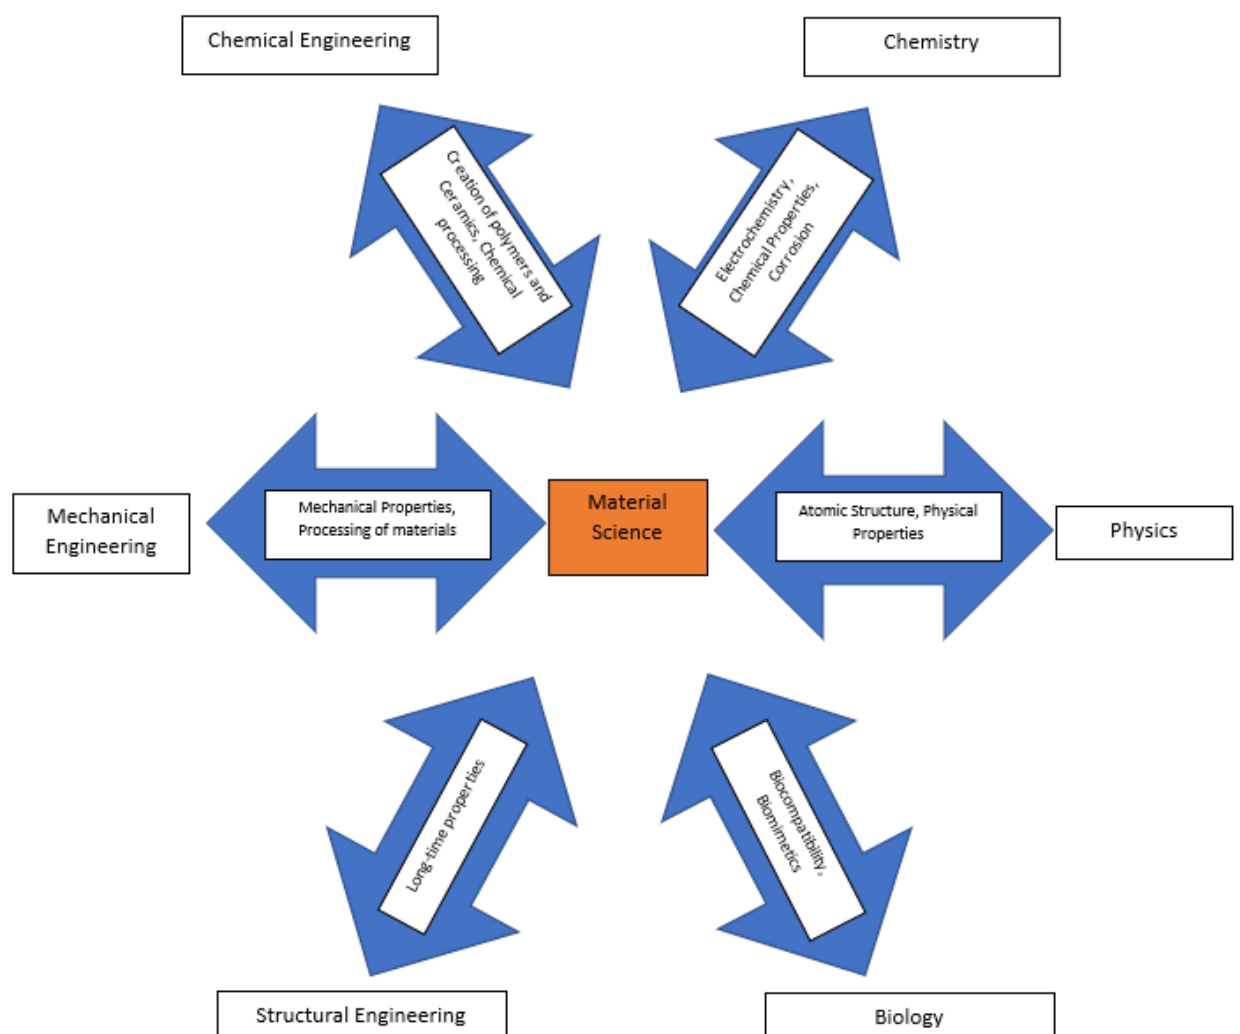 Chemical Engineering
Chemistry
Creation of polymers and
Ceramics, Chemical
processing
Electrochemistry,
Chemical Properties,
Corrosion
Mechanical
Engineering
Mechanical Properties,
Processing of materials
Material
Science
Atomic Structure, Physical
Properties
Physics
Long-time properties
Biocompatibility,
Biomimetics
Structural Engineering
Biology